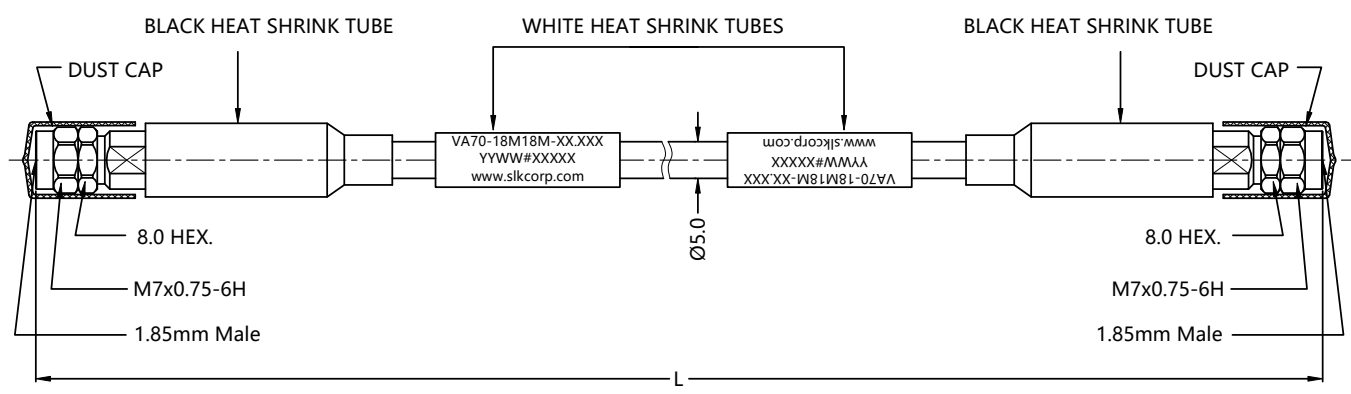 BLACK HEAT SHRINK TUBE
WHITE HEAT SHRINK TUBES
BLACK HEAT SHRINK TUBE
DUST CAP
DUST CAP
VA70-18M18M-XX.XXX
YYWW#XXXXX
www.slkcorp.com
VA70-18M18M-XX.XXX
YYWW#XXXXX
www.slkcorp.com
Ø5.0
8.0 HEX.
8.0 HEX.
M7x0.75-6H
M7x0.75-6H
1.85mm Male
1.85mm Male
L